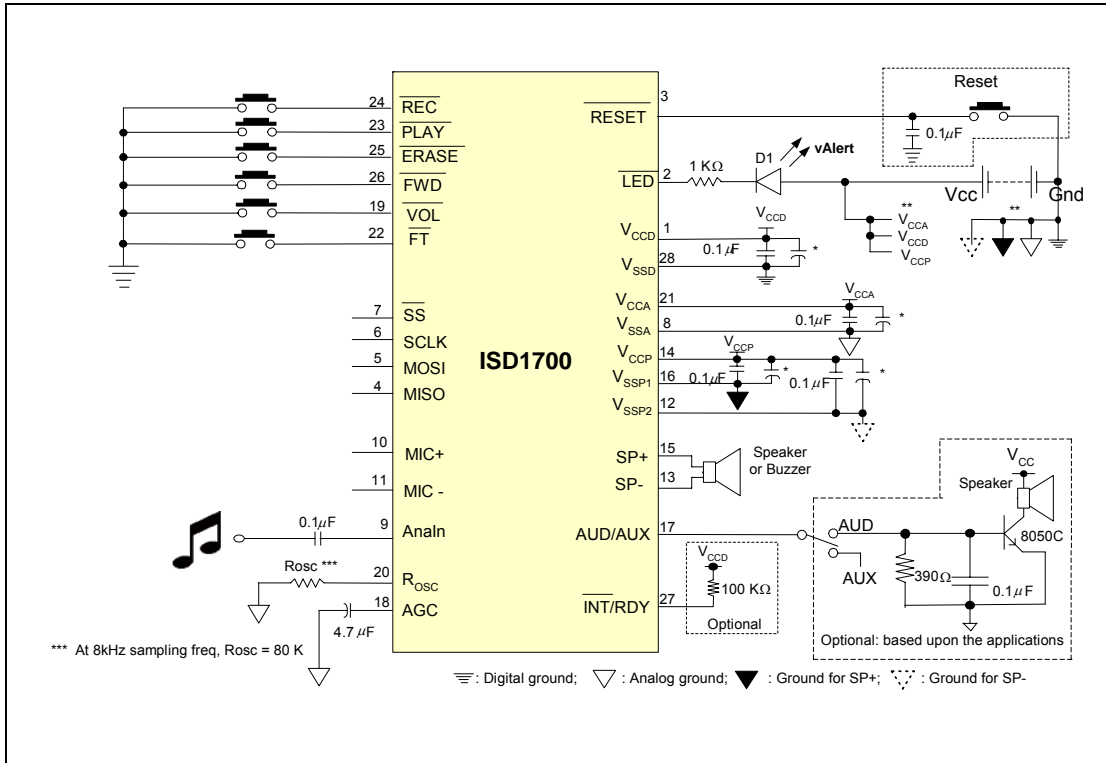 24 REC
23 PLAY
25 ERASE
26 FWD
19 VOL
22 FT
7 SS
6 SCLK
5 MOSI
4 MISO
10 MIC+
11 MIC -
0.1μF 9 AnaIn
Rosc *** 20 ROSC
18 AGC
4.7 μF
*** At 8kHz sampling freq, Rosc = 80 K
ISD1700
RESET 3
Reset
0.1μF
LED 2 1 KΩ D1 vAlert
Vcc Gnd
**
VCCA
VCCD
VCCP
**
VCCD 1 VCCD
0.1μF *
VSSD 28
VCCA 21 VCCA
0.1μF *
VSSA 8
VCCP 14 VCCP
0.1μF * 0.1μF *
VSSP1 16
VSSP2 12
SP+ 15
SP- 13
Speaker
or Buzzer
AUD/AUX 17
AUD
AUX
VCC
Speaker
8050C
390Ω
0.1μF
Optional: based upon the applications
INT/RDY 27
VCCD
100 KΩ
Optional
: Digital ground; : Analog ground; : Ground for SP+; : Ground for SP-